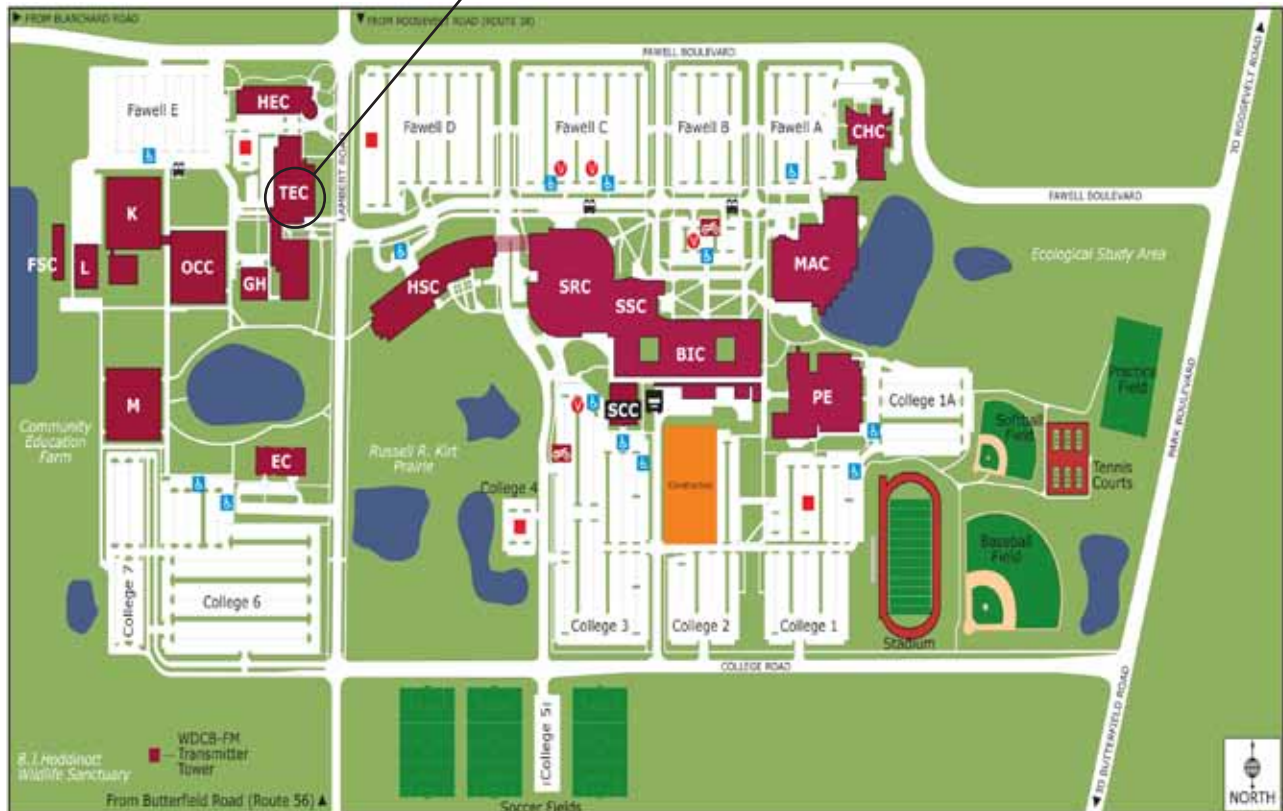 FROM BLANCHARD ROAD
FROM ROOSEVELT ROAD (ROUTE 38)
FAWELL BOULEVARD
TO ROOSEVELT ROAD
Fawell E
HEC
Fawell D
Fawell C
Fawell B
Fawell A
CHC
TEC
LAMBERT ROAD
FAWELL BOULEVARD
K
FSC
L
OCC
GH
HSC
SRC
SSC
MAC
Ecological Study Area
BIC
M
PE
SCC
College 1A
Practice
Field
Softball
Field
Tennis
Courts
PARK BOULEVARD
Community
Education
Farm
EC
Russell R. Kirt
Prairie
College 4
Construction
Baseball
Field
College 7
College 6
College 3
College 2
College 1
Stadium
COLLEGE ROAD
College 5
WDCB-FM
Transmitter
Tower
B.J.Hoddinott
Wildlife Sanctuary
From Butterfield Road (Route 56)
Soccer Fields
TO BUTTERFIELD ROAD
NORTH